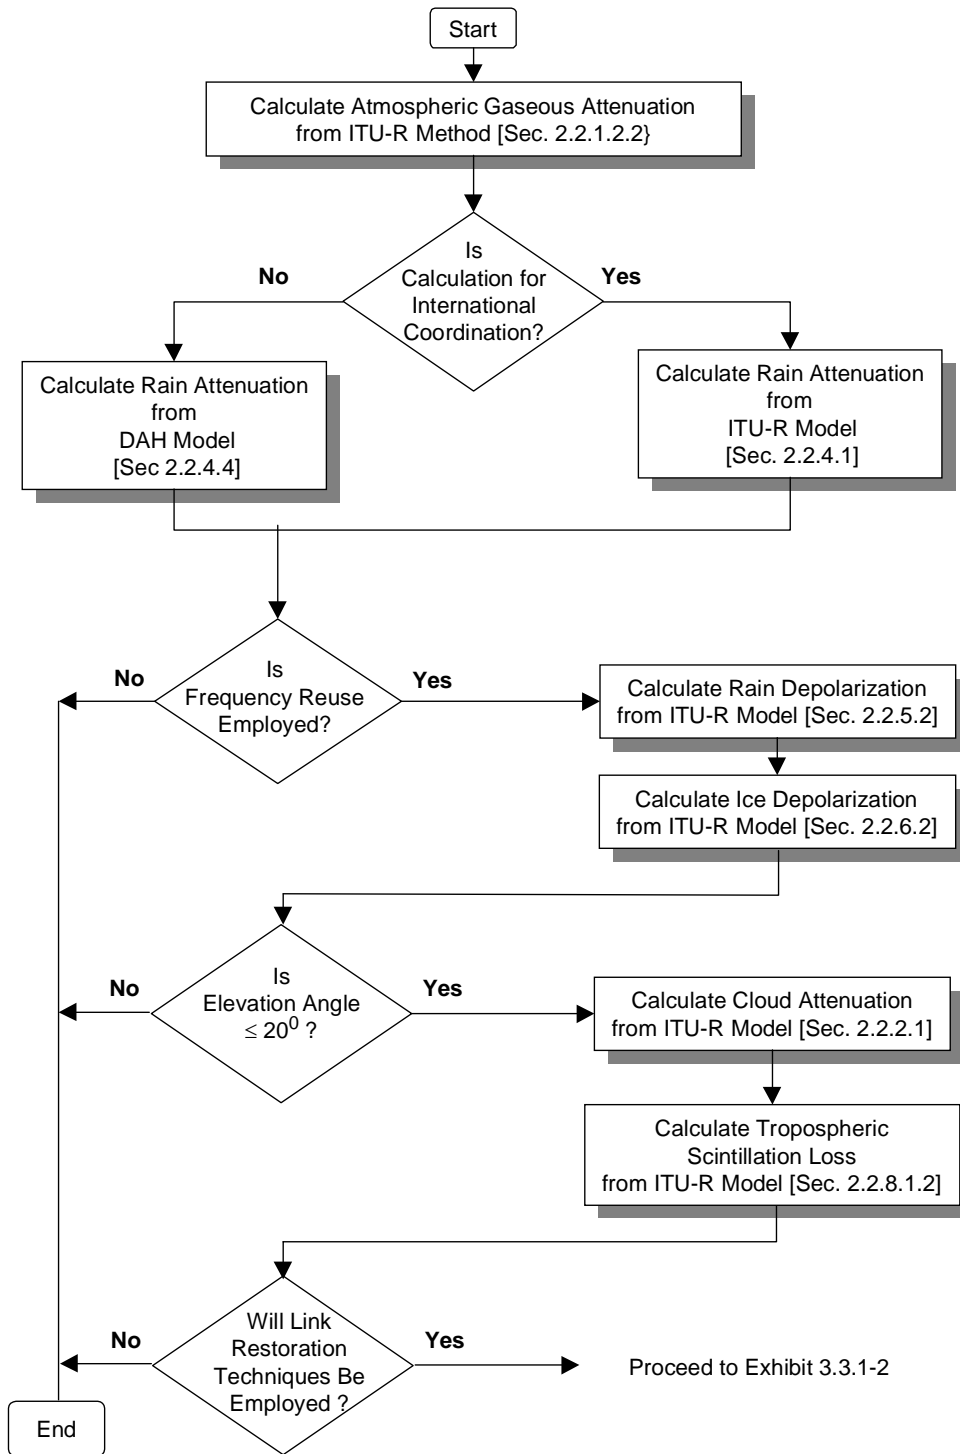 Start
Calculate Atmospheric Gaseous Attenuation
from ITU-R Method [Sec. 2.2.1.2.2}
Is
Calculation for
International
Coordination?
No
Yes
Calculate Rain Attenuation
from
DAH Model
[Sec 2.2.4.4]
Calculate Rain Attenuation
from
ITU-R Model
[Sec. 2.2.4.1]
Is
Frequency Reuse
Employed?
No
Yes
Calculate Rain Depolarization
from ITU-R Model [Sec. 2.2.5.2]
Calculate Ice Depolarization
from ITU-R Model [Sec. 2.2.6.2]
Is
Elevation Angle
≤ 20⁰ ?
No
Yes
Calculate Cloud Attenuation
from ITU-R Model [Sec. 2.2.2.1]
Calculate Tropospheric
Scintillation Loss
from ITU-R Model [Sec. 2.2.8.1.2]
Will Link
Restoration
Techniques Be
Employed ?
No
Yes
Proceed to Exhibit 3.3.1-2
End